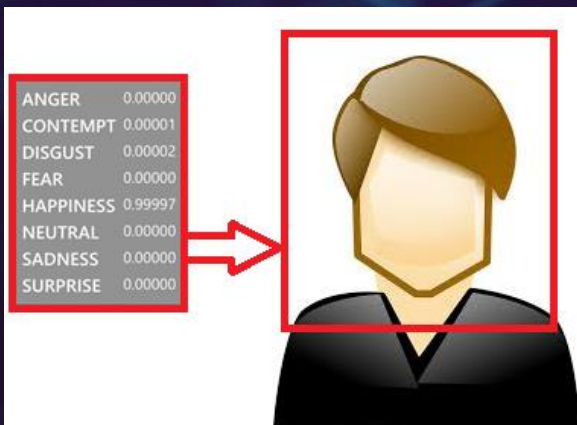 ANGER 0.00000
CONTEMPT 0.00001
DISGUST 0.00002
FEAR 0.00000
HAPPINESS 0.99997
NEUTRAL 0.00000
SADNESS 0.00000
SURPRISE 0.00000